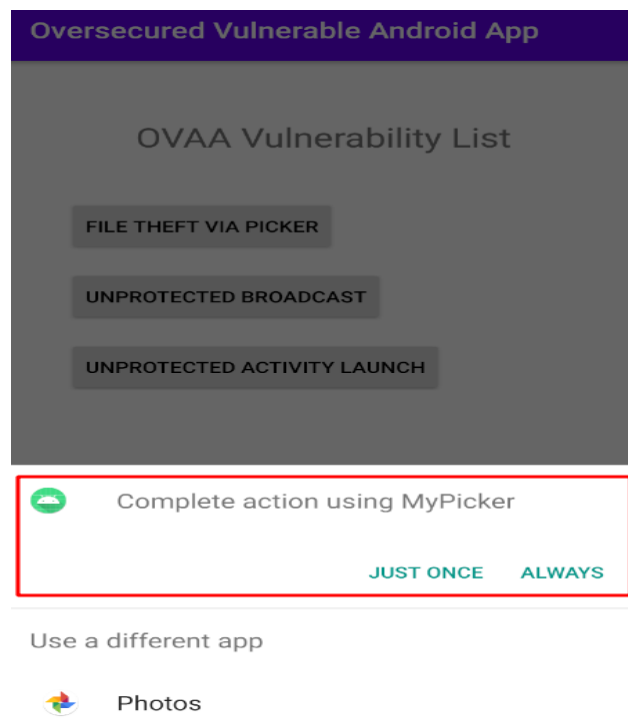 Oversecured Vulnerable Android App
OVAA Vulnerability List
FILE THEFT VIA PICKER
UNPROTECTED BROADCAST
UNPROTECTED ACTIVITY LAUNCH
Complete action using MyPicker
JUST ONCE ALWAYS
Use a different app
Photos